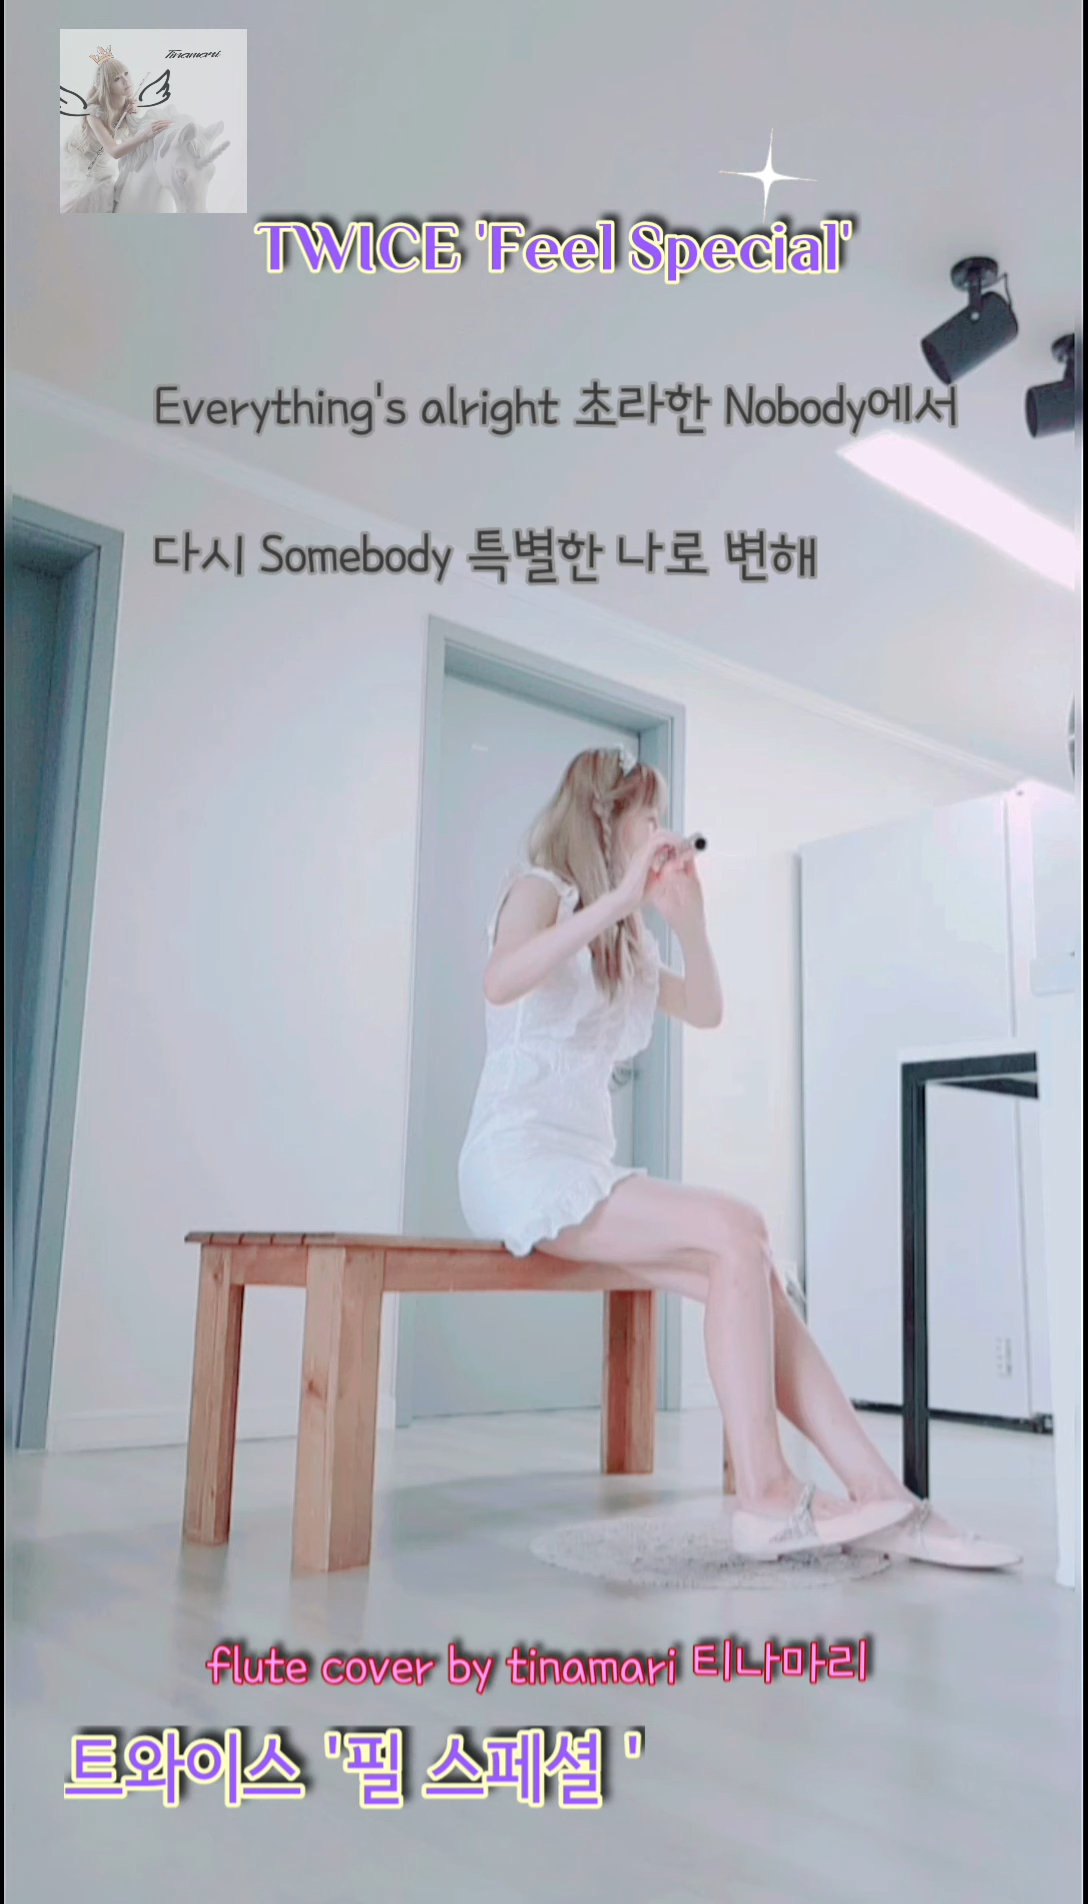 Tinamari
TWICE 'Feel Special'
Everything's alright 초라한 Nobody에서
다시 Somebody 특별한 나로 변해
flute cover by tinamari 티나마리
트와이스 '필 스페셜 '